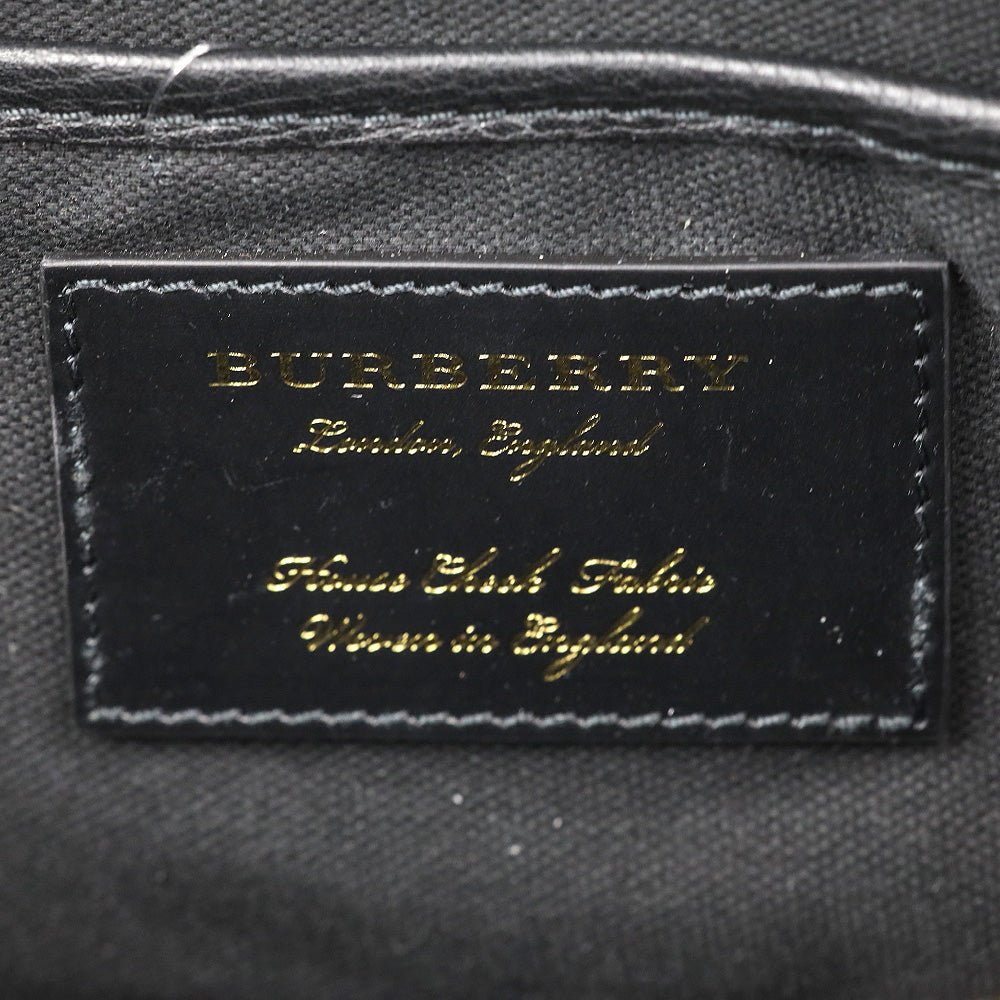 BURBERRY
London, England
House Check Fabric
Woven in England